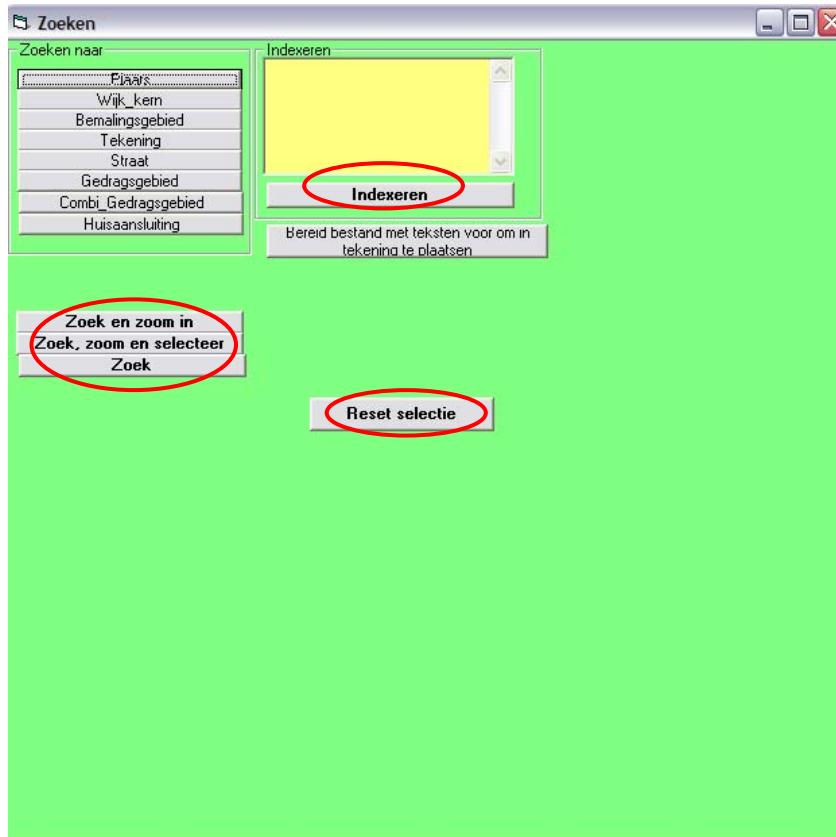 Zoeken
Zoeken naar
Plaats
Wijk_kern
Bemalingsgebied
Tekening
Straat
Gedragsgebied
Combi_Gedragsgebied
Huisaansluiting
Indexeren
Indexeren
Bereid bestand met teksten voor om in
tekening te plaatsen
Zoek en zoom in
Zoek, zoom en selecteer
Zoek
Reset selectie